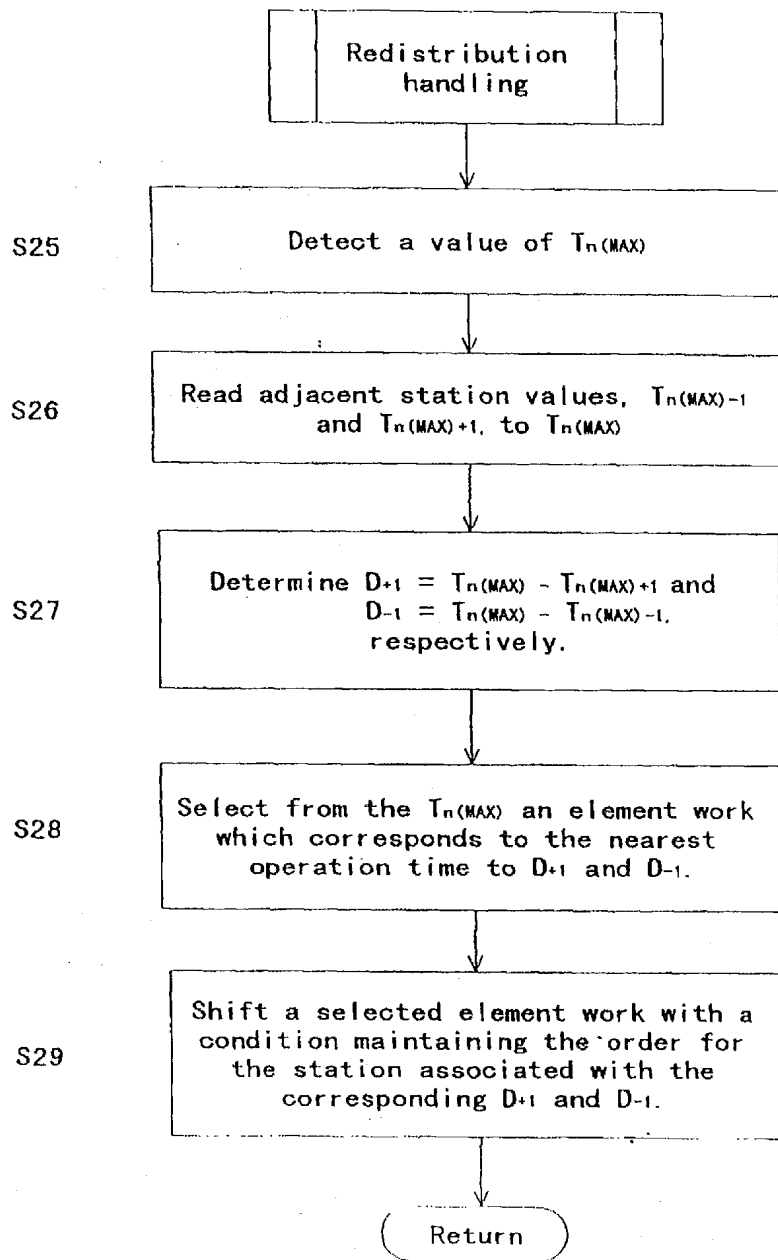 Redistribution
handling
S25
Detect a value of Tn(MAX)
S26
Read adjacent station values, Tn(MAX)-1
and Tn(MAX)+1, to Tn(MAX)
S27
Determine D+1 = Tn(MAX) - Tn(MAX)+1 and
D-1 = Tn(MAX) - Tn(MAX)-1,
respectively.
S28
Select from the Tn(MAX) an element work
which corresponds to the nearest
operation time to D+1 and D-1.
S29
Shift a selected element work with a
condition maintaining the order for
the station associated with the
corresponding D+1 and D-1.
Return